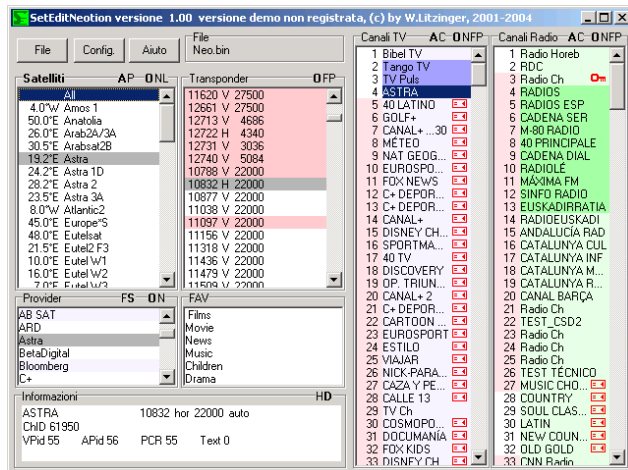 SetEditNeotion versione 1.00 versione demo non registrata, (c) by W.Litzinger, 2001-2004
File Config. Aiuto
File
Neo.bin
Satelliti AP ONL
All
4.0°W Amos 1
50.0°E Anatolia
26.0°E Arab2A/3A
30.5°E Arabsat2B
19.2°E Astra
24.2°E Astra 1D
28.2°E Astra 2
23.5°E Astra 3A
8.0°W Atlantic2
45.0°E Europe*S
48.0°E Eutelsat
21.5°E Eutel2 F3
10.0°E Eutel W1
16.0°E Eutel W2
7.0°E Eutel W3
Transponder OFP
11620 V 27500
12661 V 27500
12713 V 4686
12722 H 4340
12731 V 3036
12740 V 5084
10788 V 22000
10832 H 22000
10877 V 22000
11038 V 22000
11097 V 22000
11156 V 22000
11318 V 22000
11436 V 22000
11479 V 22000
11509 V 22000
Provider FS ON
AB SAT
ARD
Astra
BetaDigital
Bloomberg
C+
FAV
Films
Movie
News
Music
Children
Drama
Informazioni HD
ASTRA 10832 hor 22000 auto
ChID 61950
VPid 55 APid 56 PCR 55 Text 0
Canali TV AC ONFP
1 Bibel TV
2 Tango TV
3 TV Puls
4 ASTRA
5 40 LATINO
6 GOLF+
7 CANAL+ ...30
8 MÉTEO
9 NAT GEOG...
10 EUROSPO...
11 FOX NEWS
12 C+ DEPOR...
13 C+ DEPOR...
14 CANAL+
15 DISNEY CH...
16 SPORTMA...
17 40 TV
18 DISCOVERY
19 OP. TRIUN...
20 CANAL+ 2
21 C+ DEPOR...
22 CARTOON ...
23 EUROSPORT
24 ESTILO
25 VIAJAR
26 NICK-PARA...
27 CAZA Y PE...
28 CALLE 13
29 TV Ch
30 COSMOPO...
31 DOCUMANÍA
32 FOX KIDS
33 DISNEY CH
Canali Radio AC ONFP
1 Radio Horeb
2 RDC
3 Radio Ch
4 RADIOS
5 RADIOS ESP
6 CADENA SER
7 M-80 RADIO
8 40 PRINCIPALE
9 CADENA DIAL
10 RADIOLÉ
11 MÁXIMA FM
12 SINFO RADIO
13 EUSKADIRRATIA
14 RADIOEUSKADI
15 ANDALUCÍA RAD
16 CATALUNYA CUL
17 CATALUNYA INF
18 CATALUNYA M...
19 CATALUNYA R...
20 CANAL BARÇA
21 Radio Ch
22 TEST_CSD2
23 Radio Ch
24 Radio Ch
25 Radio Ch
26 TEST TÉCNICO
27 MUSIC CHO...
28 COUNTRY
29 SOUL CLAS...
30 LATIN
31 NEW COUN...
32 OLD GOLD
33 CNN Radio